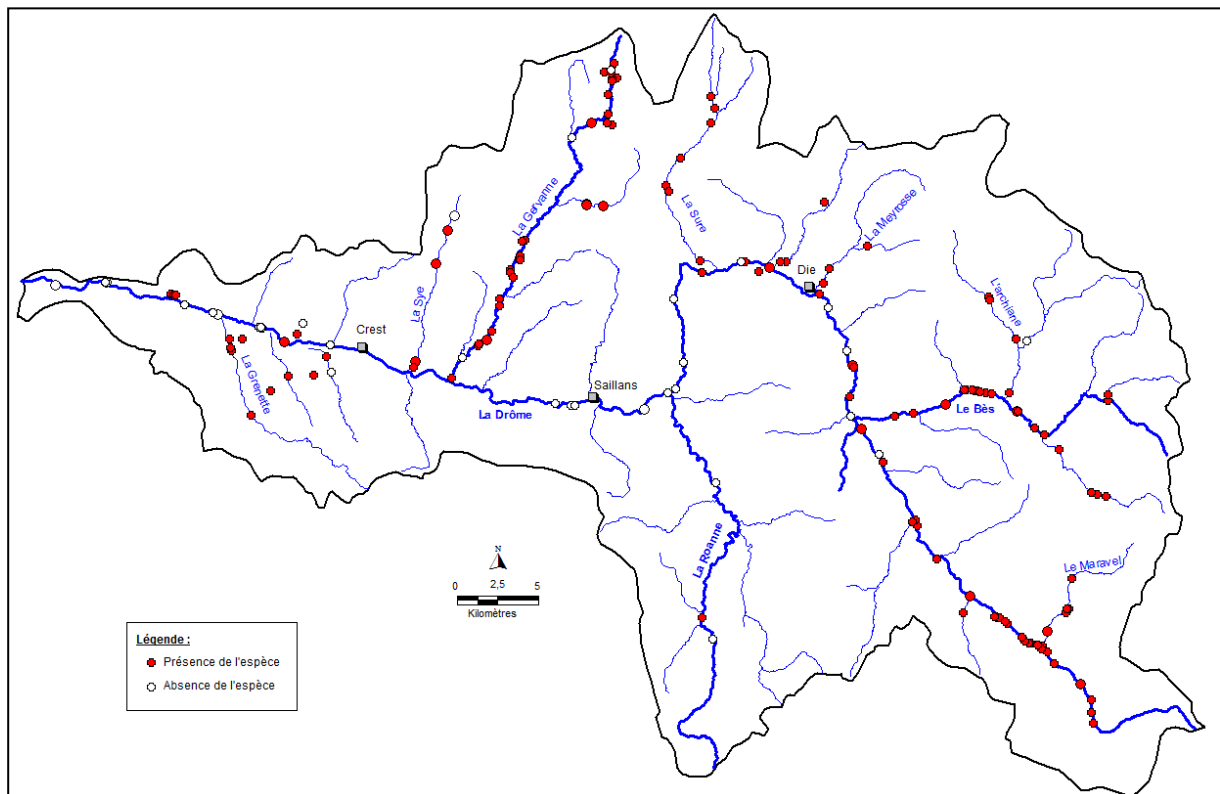 La Gervanne
La Sure
La Meyrosse
La Sye
Die
L'archiane
Crest
La Grenette
Saillans
La Drôme
Le Bès
La Roanne
N
0 2,5 5
Kilomètres
Le Maravel
Légende :
Présence de l'espèce
Absence de l'espèce